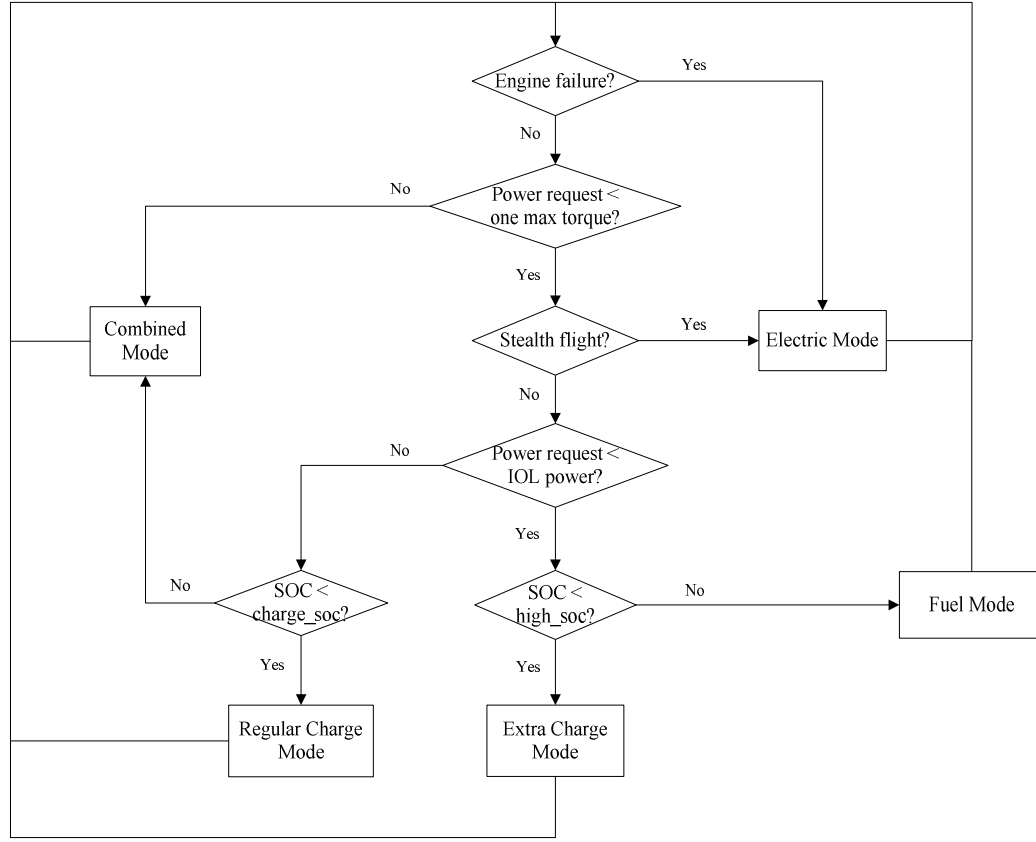 Engine failure?
Yes
No
Power request <
one max torque?
No
Yes
Combined
Mode
Stealth flight?
Yes
Electric Mode
No
Power request <
IOL power?
No
Yes
SOC <
charge_soc?
No
SOC <
high_soc?
No
Fuel Mode
Yes
Yes
Regular Charge
Mode
Extra Charge
Mode